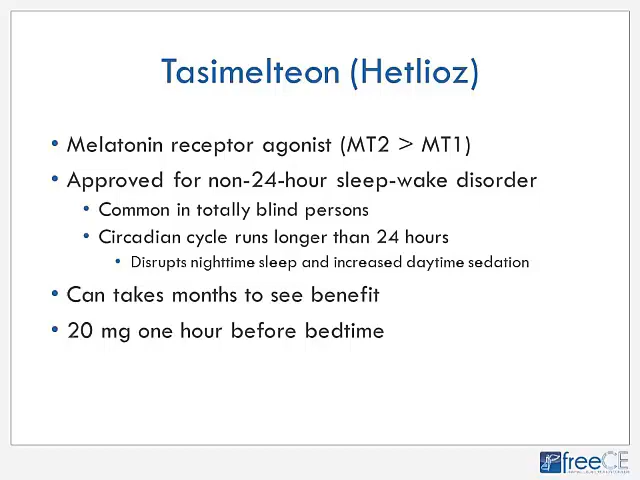 Tasimelteon (Hetlioz)
• Melatonin receptor agonist (MT2 > MT1)
• Approved for non-24-hour sleep-wake disorder
• Common in totally blind persons
• Circadian cycle runs longer than 24 hours
• Disrupts nighttime sleep and increased daytime sedation
• Can takes months to see benefit
• 20 mg one hour before bedtime
freeCE